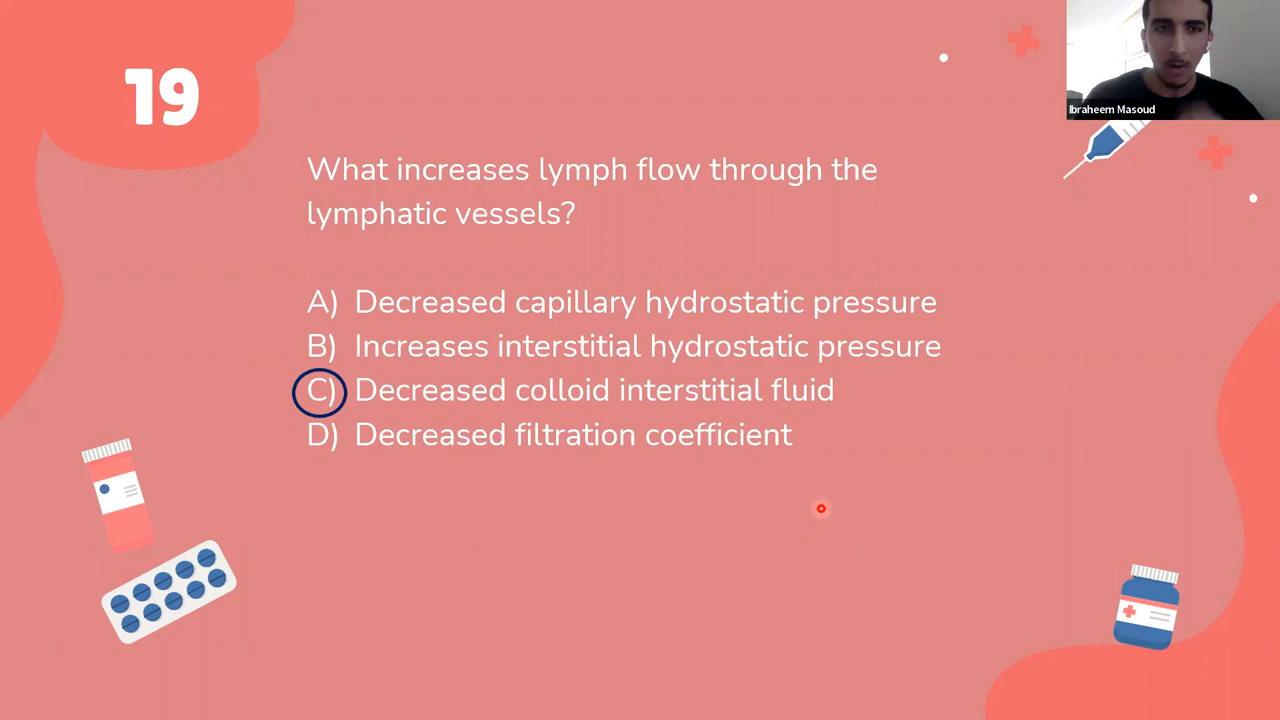 19
Ibraheem Masoud
What increases lymph flow through the
lymphatic vessels?
A) Decreased capillary hydrostatic pressure
B) Increases interstitial hydrostatic pressure
C) Decreased colloid interstitial fluid
D) Decreased filtration coefficient